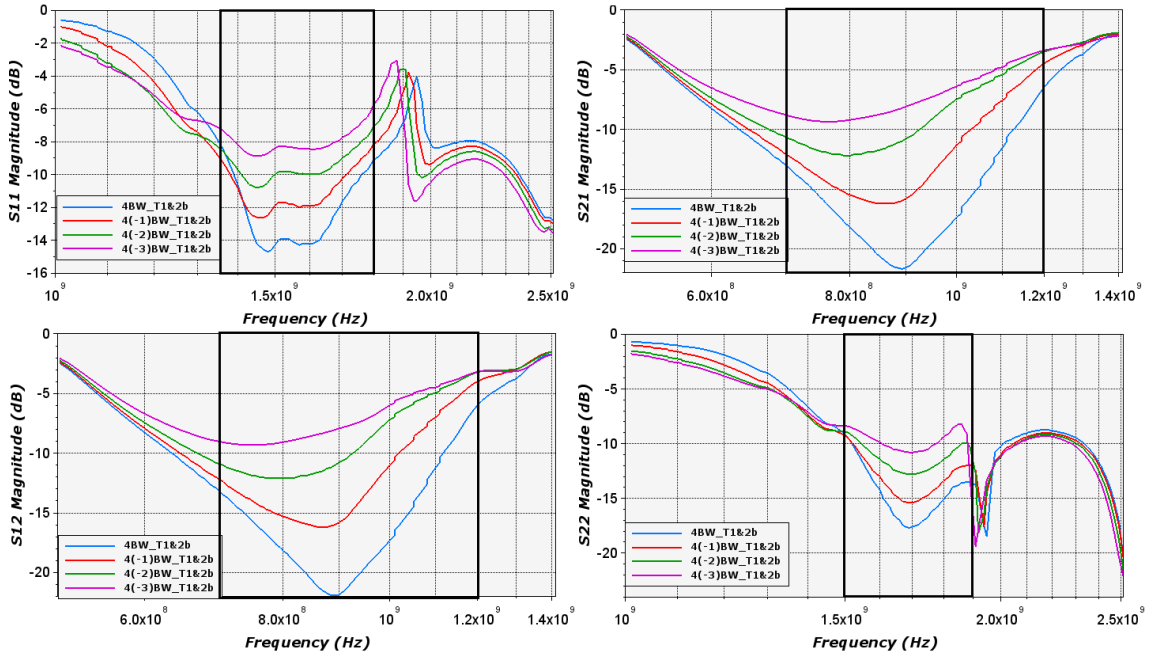 S11 Magnitude (dB)
0
-2
-4
-6
-8
-10
-12
-14
-16
4BW_T1&2b
4(-1)BW_T1&2b
4(-2)BW_T1&2b
4(-3)BW_T1&2b
10^9
1.5x10^9
2.0x10^9
2.5x10^9
Frequency (Hz)
S21 Magnitude (dB)
0
-5
-10
-15
-20
4BW_T1&2b
4(-1)BW_T1&2b
4(-2)BW_T1&2b
4(-3)BW_T1&2b
6.0x10^8
8.0x10^8
10^9
1.2x10^9
1.4x10^9
Frequency (Hz)
S12 Magnitude (dB)
0
-5
-10
-15
-20
4BW_T1&2b
4(-1)BW_T1&2b
4(-2)BW_T1&2b
4(-3)BW_T1&2b
6.0x10^8
8.0x10^8
10^9
1.2x10^9
1.4x10^9
Frequency (Hz)
S22 Magnitude (dB)
0
-5
-10
-15
-20
4BW_T1&2b
4(-1)BW_T1&2b
4(-2)BW_T1&2b
4(-3)BW_T1&2b
10^9
1.5x10^9
2.0x10^9
2.5x10^9
Frequency (Hz)